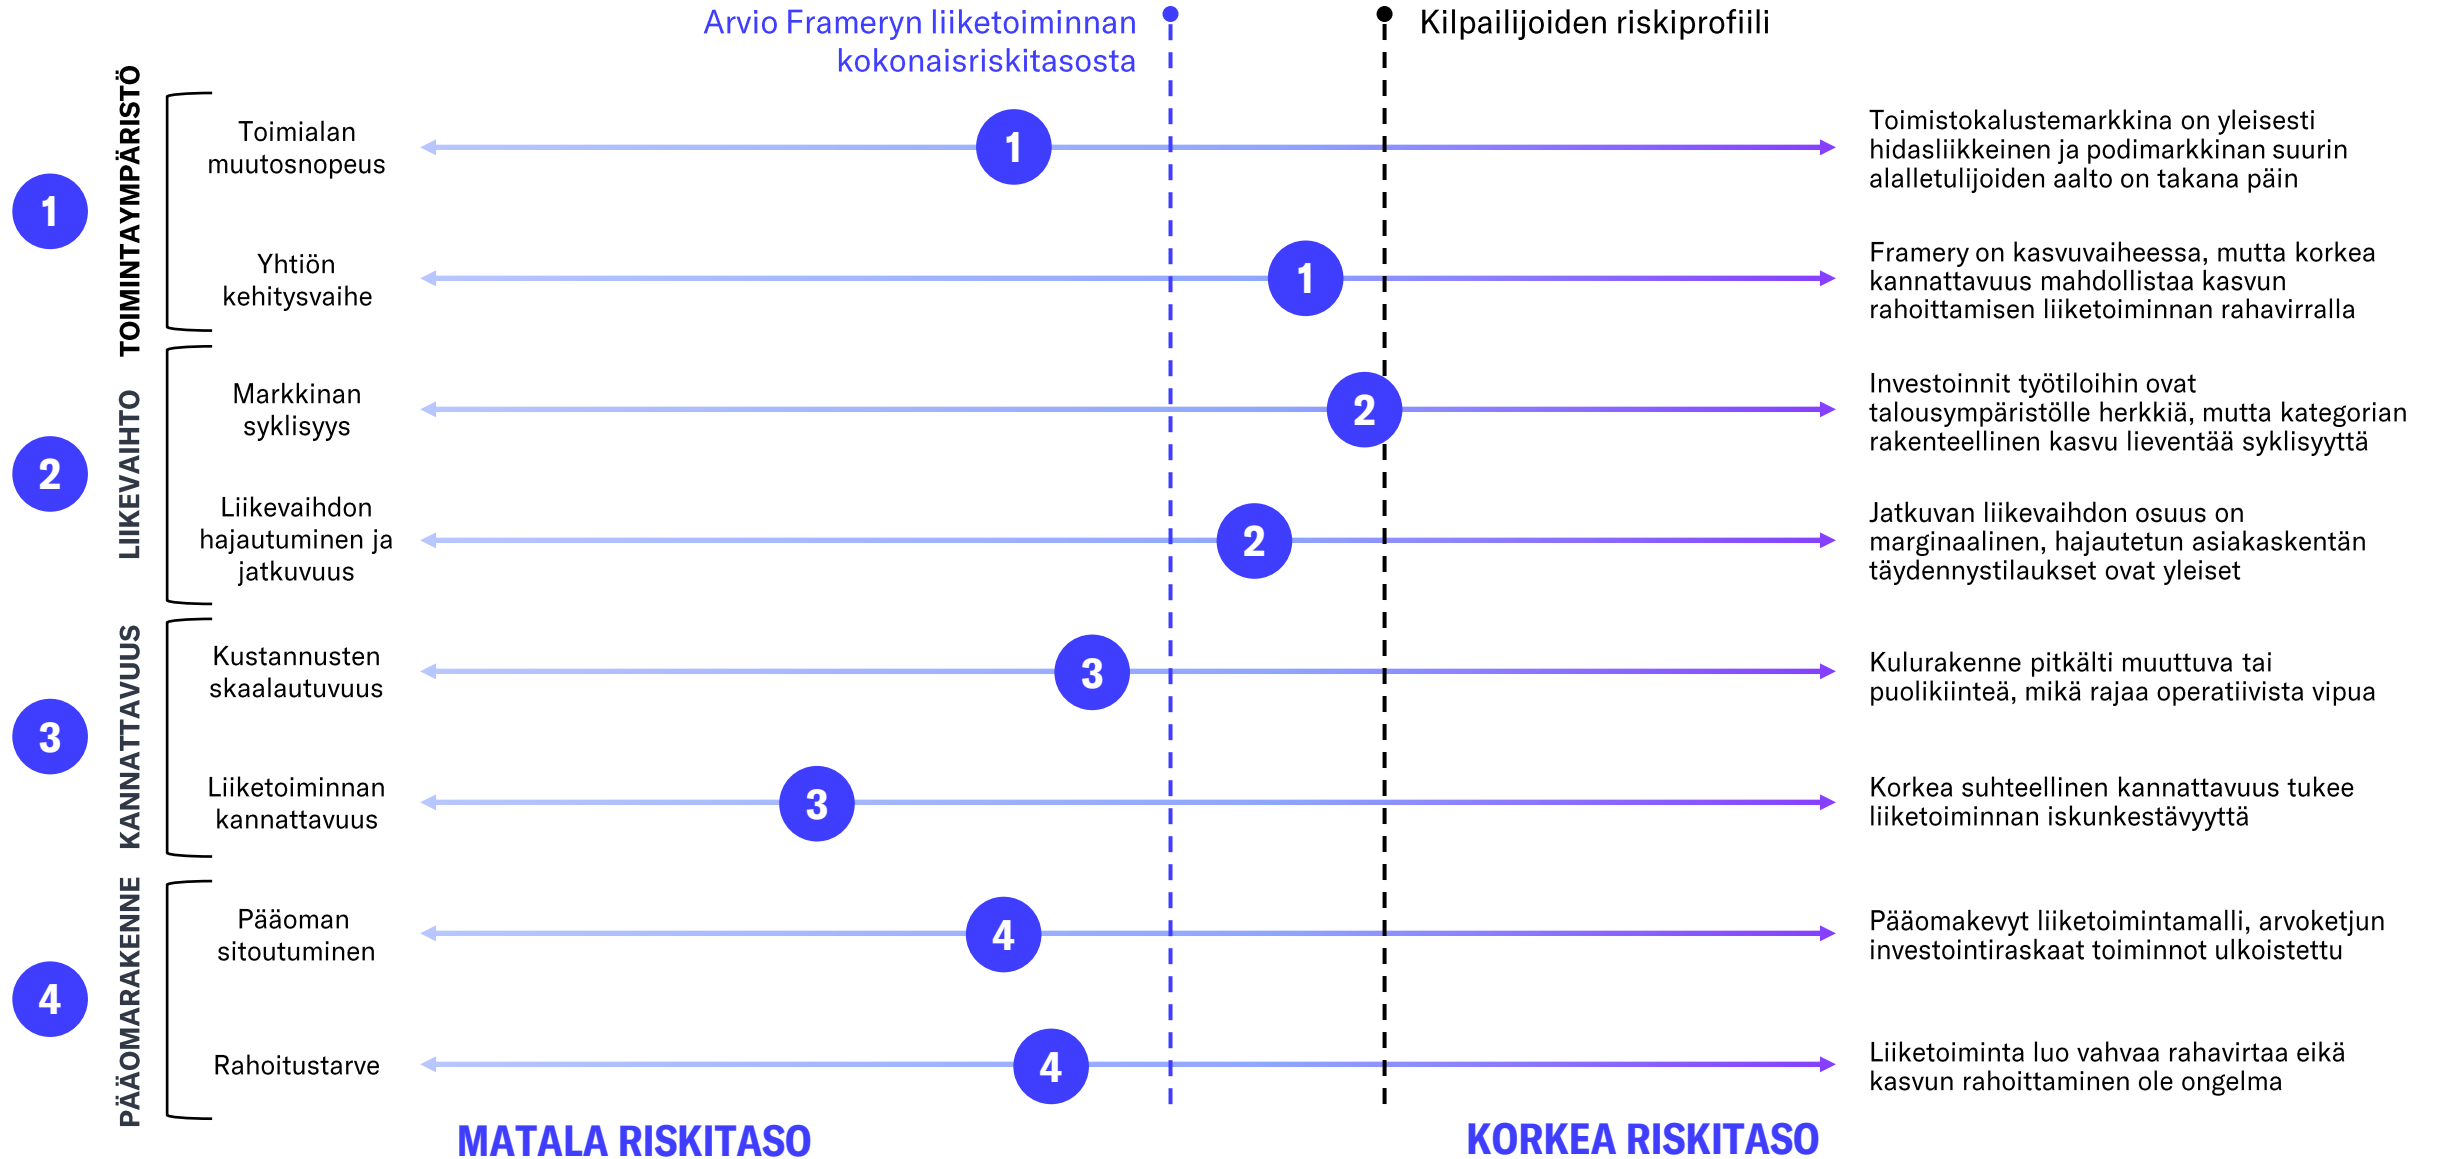 Arvio Frameryn liiketoiminnan
kokonaisriskitasosta
Kilpailijoiden riskiprofiili
1
TOIMINTAYMPÄRISTÖ
Toimialan
muutosnopeus
1
Toimistokalustemarkkina on yleisesti
hidasliikkeinen ja podimarkkinan suurin
alalletulijoiden aalto on takana päin
Yhtiön
kehitysvaihe
1
Framery on kasvuvaiheessa, mutta korkea
kannattavuus mahdollistaa kasvun
rahoittamisen liiketoiminnan rahavirralla
2
LIIKEVAIHTO
Markkinan
syklisyys
2
Investoinnit työtiloihin ovat
talousympäristölle herkkiä, mutta kategorian
rakenteellinen kasvu lieventää syklisyyttä
Liikevaihdon
hajautuminen ja
jatkuvuus
2
Jatkuvan liikevaihdon osuus on
marginaalinen, hajautetun asiakaskentän
täydennystilaukset ovat yleiset
3
KANNATTAVUUS
Kustannusten
skaalautuvuus
3
Kulurakenne pitkälti muuttuva tai
puolikiinteä, mikä rajaa operatiivista vipua
Liiketoiminnan
kannattavuus
3
Korkea suhteellinen kannattavuus tukee
liiketoiminnan iskunkestävyyttä
4
PÄÄOMARAKENNE
Pääoman
sitoutuminen
4
Pääomakevyt liiketoimintamalli, arvoketjun
investointiraskaat toiminnot ulkoistettu
Rahoitustarve
4
Liiketoiminta luo vahvaa rahavirtaa eikä
kasvun rahoittaminen ole ongelma
MATALA RISKITASO
KORKEA RISKITASO